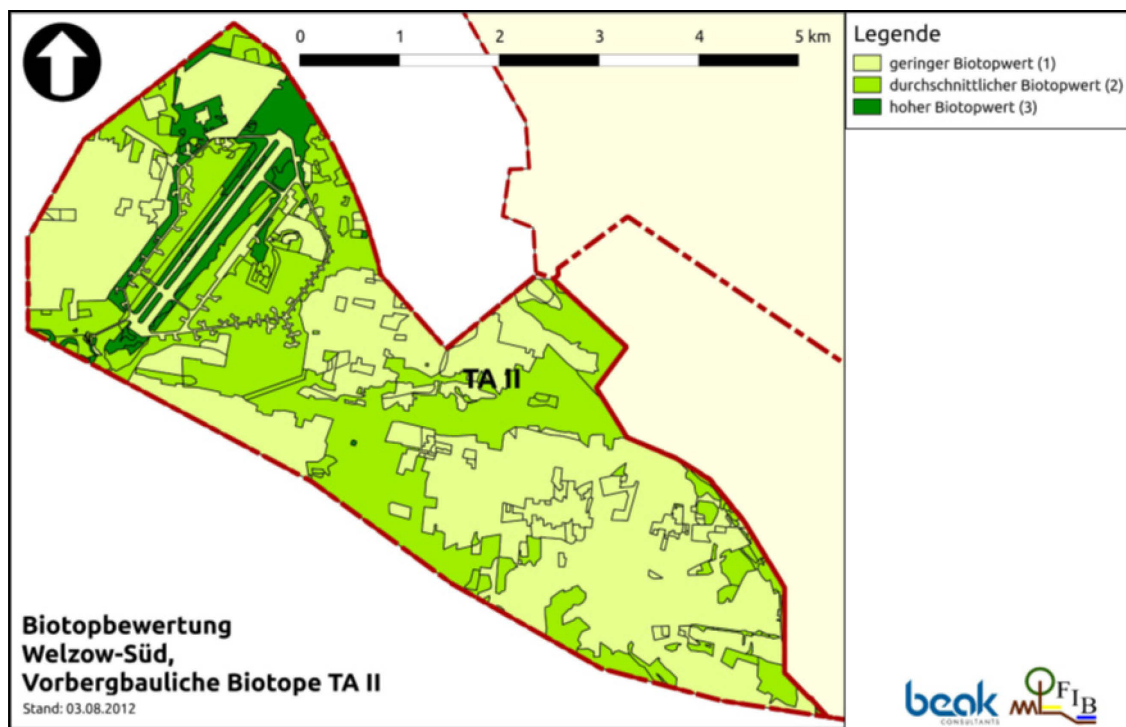 0 1 2 3 4 5 km
Legende
geringer Biotopwert (1)
durchschnittlicher Biotopwert (2)
hoher Biotopwert (3)
TA II
Biotopbewertung
Welzow-Süd,
Vorbergbauliche Biotope TA II
Stand: 03.08.2012
beak
CONSULTANTS
FIB